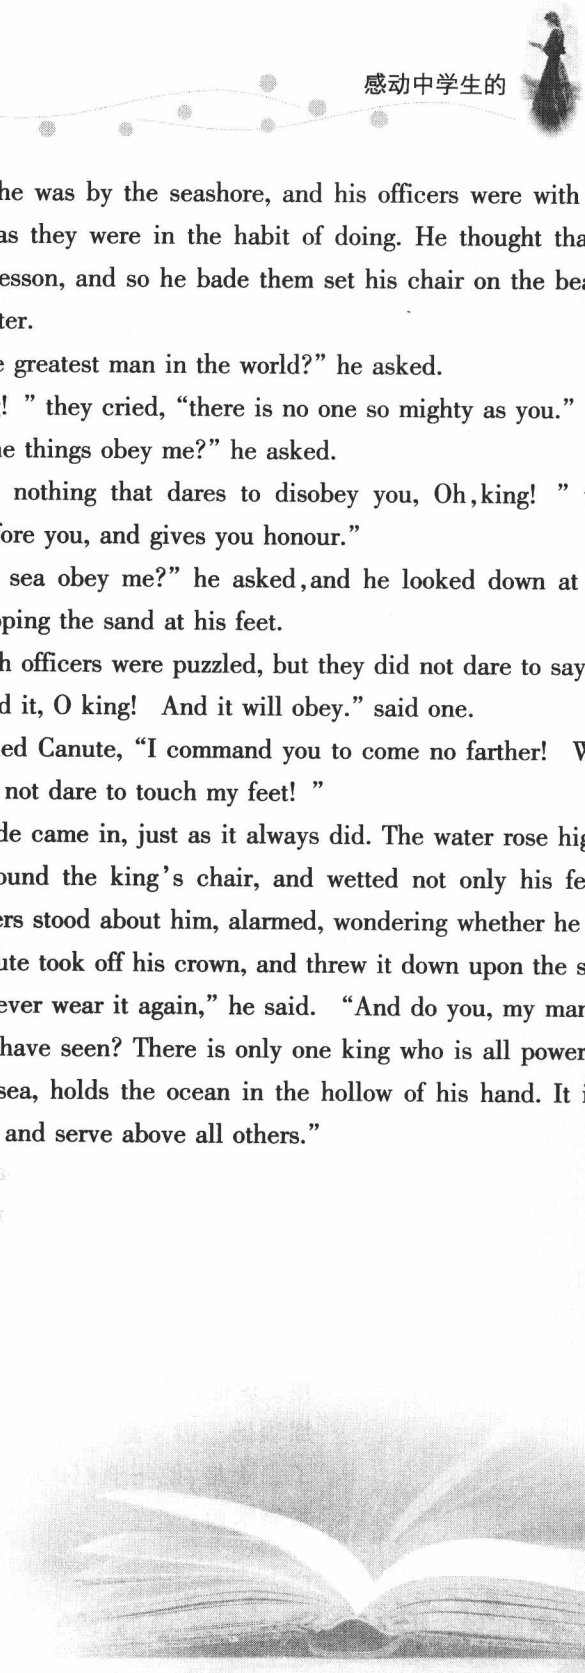 感动中学生的
he was by the seashore, and his officers were with
as they were in the habit of doing. He thought tha
esson, and so he bade them set his chair on the bea
ter.
e greatest man in the world?” he asked.
! ” they cried, “there is no one so mighty as you.”
ne things obey me?” he asked.
nothing that dares to disobey you, Oh,king! ”
fore you, and gives you honour.”
sea obey me?” he asked,and he looked down at
pping the sand at his feet.
h officers were puzzled, but they did not dare to say
d it, O king! And it will obey.” said one.
ed Canute, “I command you to come no farther! W
not dare to touch my feet! ”
de came in, just as it always did. The water rose hig
ound the king’s chair, and wetted not only his fe
ers stood about him, alarmed, wondering whether he
ute took off his crown, and threw it down upon the s
ever wear it again,” he said. “And do you, my mar
have seen? There is only one king who is all power
sea, holds the ocean in the hollow of his hand. It i
and serve above all others.”